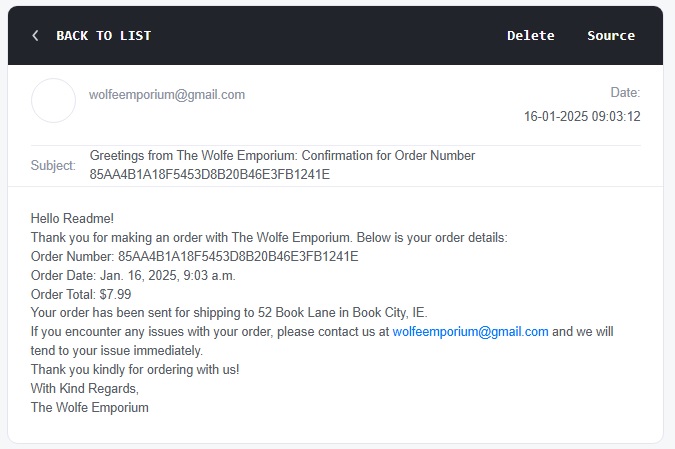 BACK TO LIST
Delete
Source
wolfeemporium@gmail.com
Date:
16-01-2025 09:03:12
Subject:
Greetings from The Wolfe Emporium: Confirmation for Order Number
85AA4B1A18F5453D8B20B46E3FB1241E
Hello Readme!
Thank you for making an order with The Wolfe Emporium. Below is your order details:
Order Number: 85AA4B1A18F5453D8B20B46E3FB1241E
Order Date: Jan. 16, 2025, 9:03 a.m.
Order Total: $7.99
Your order has been sent for shipping to 52 Book Lane in Book City, IE.
If you encounter any issues with your order, please contact us at wolfeemporium@gmail.com and we will
tend to your issue immediately.
Thank you kindly for ordering with us!
With Kind Regards,
The Wolfe Emporium